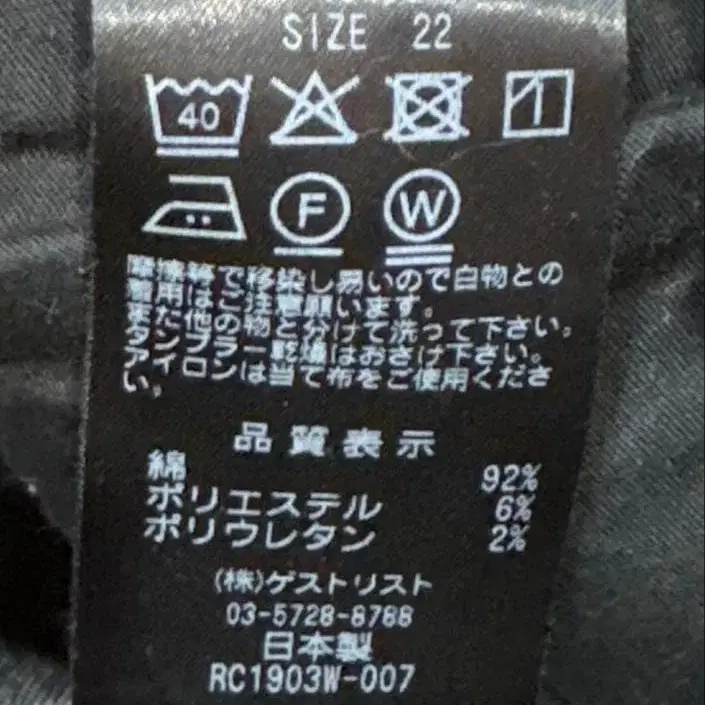 SIZE 22
40
F W
摩擦等で移染し易いので白物との
着用はご注意願います。
また他の物と分けて洗って下さい。
タンブラー乾燥はおさけ下さい。
アイロンは当て布をご使用くださ
い。
品質表示
綿 92%
ポリエステル 6%
ポリウレタン 2%
(株)ゲストリスト
03-5728-8788
日本製
RC1903W-007